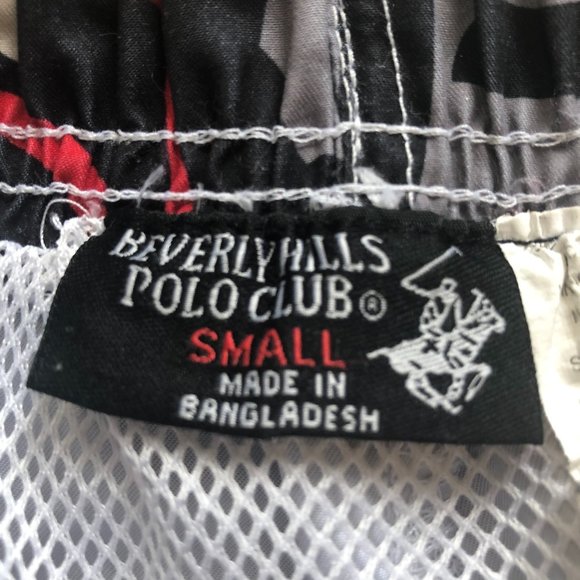 BEVERLY HILLS
POLO CLUB®
SMALL
MADE IN
BANGLADESH